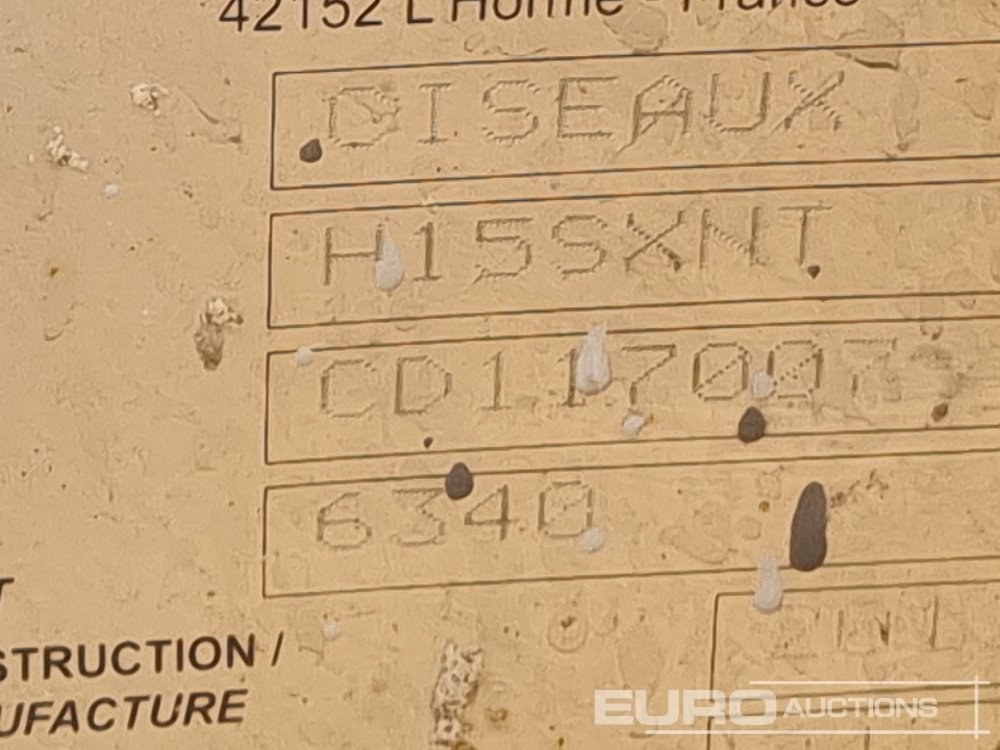 42152 L'Horme - France
CISEAUX
H15SXNT
CD117007
6340
STRUCTION /
UFACTURE
EURO AUCTIONS